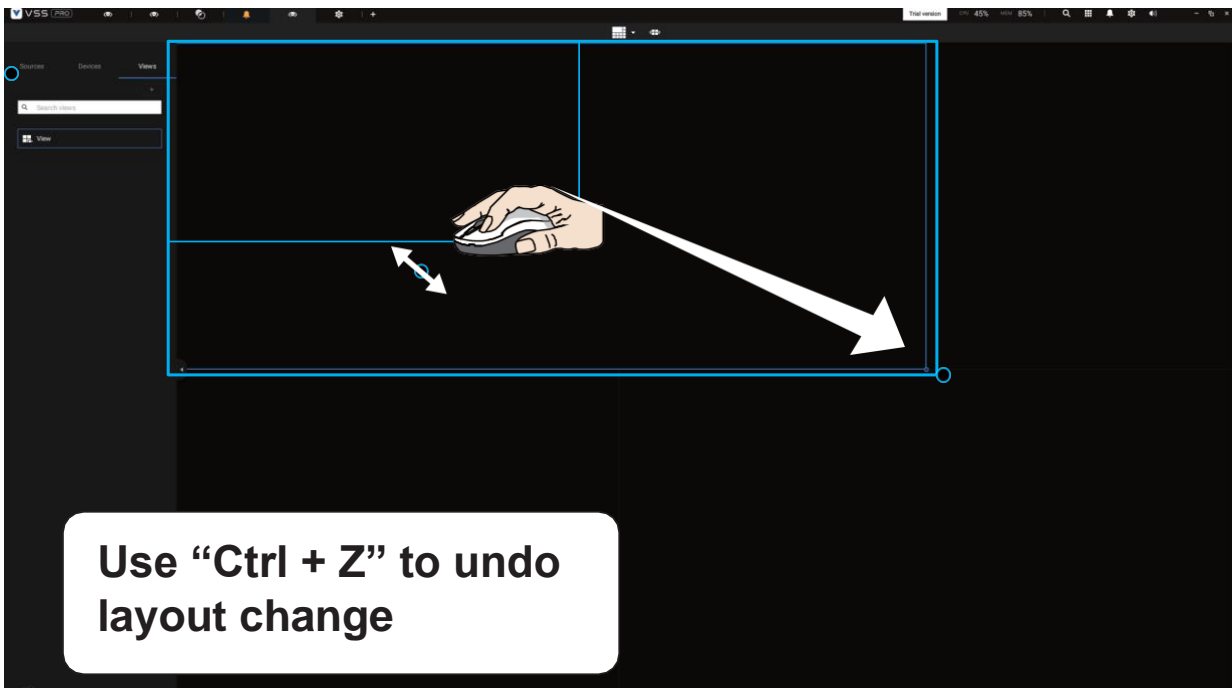 VSS PRO
Trial version
CPU 45% MEM 85%
Sources Devices Views
Search views
View
Use “Ctrl + Z” to undo
layout change